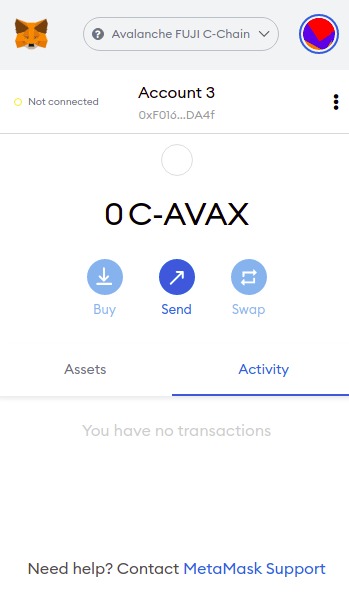 Avalanche FUJI C-Chain
Not connected
Account 3
0xF016...DA4f
0 C-AVAX
Buy
Send
Swap
Assets
Activity
You have no transactions
Need help? Contact MetaMask Support